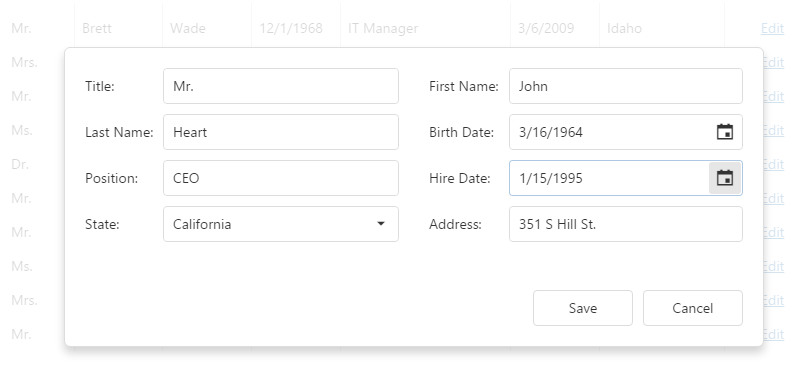 Mr. Brett Wade 12/1/1968 IT Manager 3/6/2009 Idaho Edit
Mrs. Edit
Title: Mr. First Name: John
Mr. Edit
Last Name: Heart Birth Date: 3/16/1964
Ms. Edit
Dr. Edit
Position: CEO Hire Date: 1/15/1995
Mr. Edit
State: California Address: 351 S Hill St.
Mr. Edit
Ms. Edit
Mrs. Edit
Save Cancel
Mr. Edit